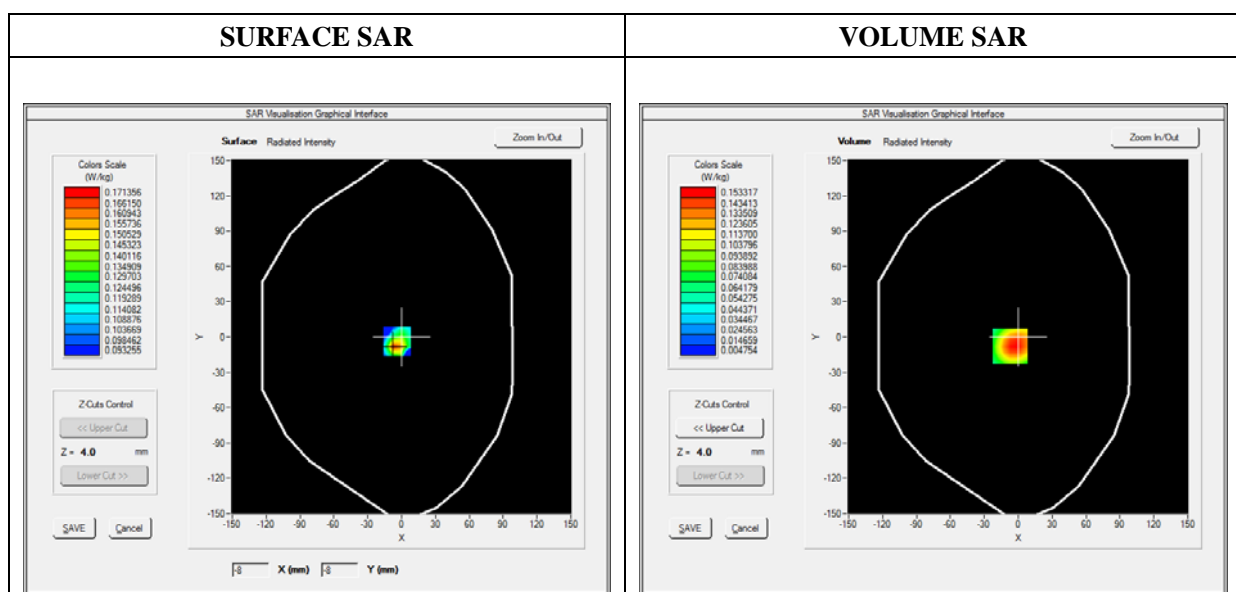 SURFACE SAR
VOLUME SAR
SAR Visualisation Graphical Interface
Surface Radiated Intensity
Zoom In/Out
Colors Scale
(W/kg)
0.171356
0.166150
0.160943
0.155736
0.150529
0.145323
0.140116
0.134909
0.129703
0.124496
0.119289
0.114082
0.108876
0.103669
0.098462
0.093255
Z-Cuts Control
<< Upper Cut
Z = 4.0 mm
Lower Cut >>
SAVE Cancel
150
120
90
60
30
0
-30
-60
-90
-120
-150
Y
-150 -120 -90 -60 -30 0 30 60 90 120 150
X
-8 X (mm) -8 Y (mm)
SAR Visualisation Graphical Interface
Volume Radiated Intensity
Zoom In/Out
Colors Scale
(W/kg)
0.153317
0.143413
0.133509
0.123605
0.113700
0.103796
0.093892
0.083988
0.074084
0.064179
0.054275
0.044371
0.034467
0.024563
0.014659
0.004754
Z-Cuts Control
<< Upper Cut
Z = 4.0 mm
Lower Cut >>
SAVE Cancel
150
120
90
60
30
0
-30
-60
-90
-120
-150
Y
-150 -120 -90 -60 -30 0 30 60 90 120 150
X